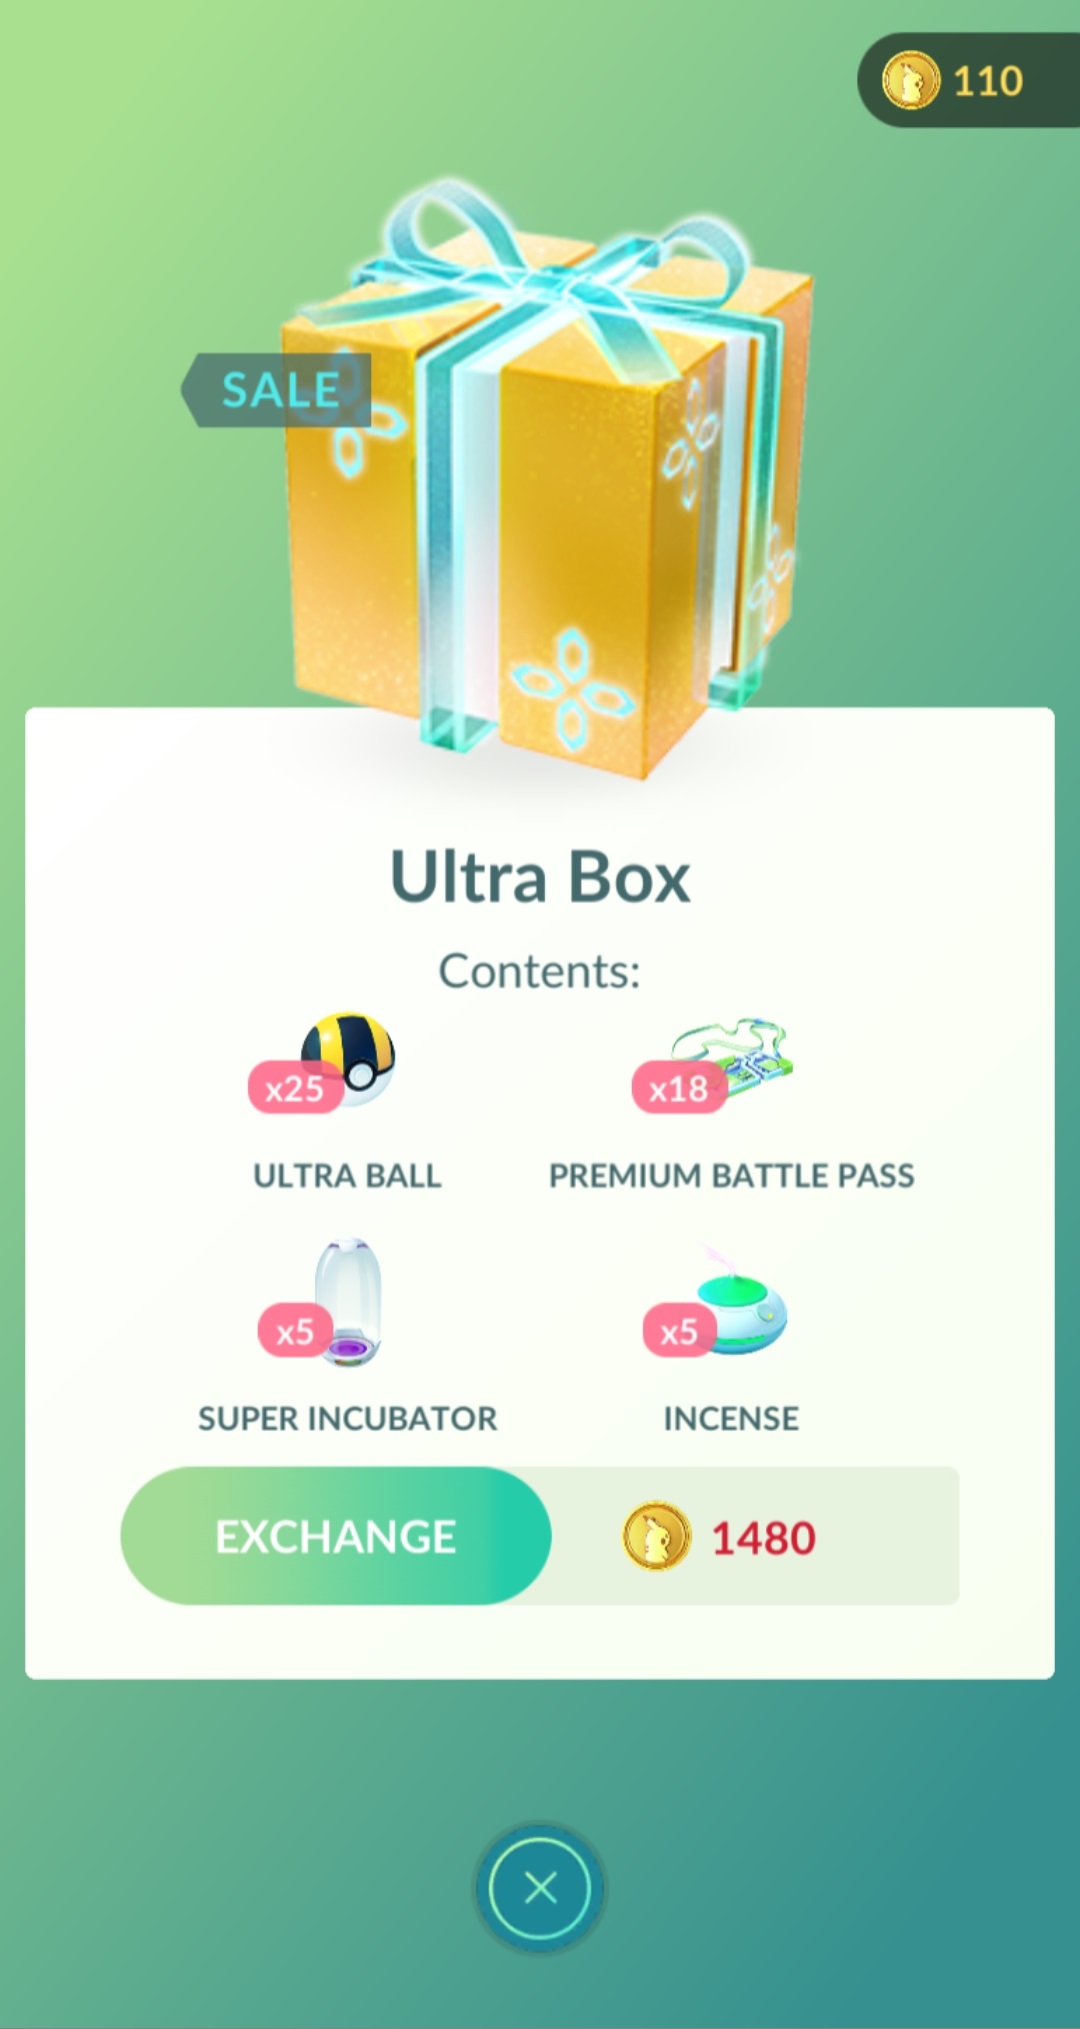 110
SALE
Ultra Box
Contents:
x25
x18
ULTRA BALL
PREMIUM BATTLE PASS
x5
x5
SUPER INCUBATOR
INCENSE
EXCHANGE
1480